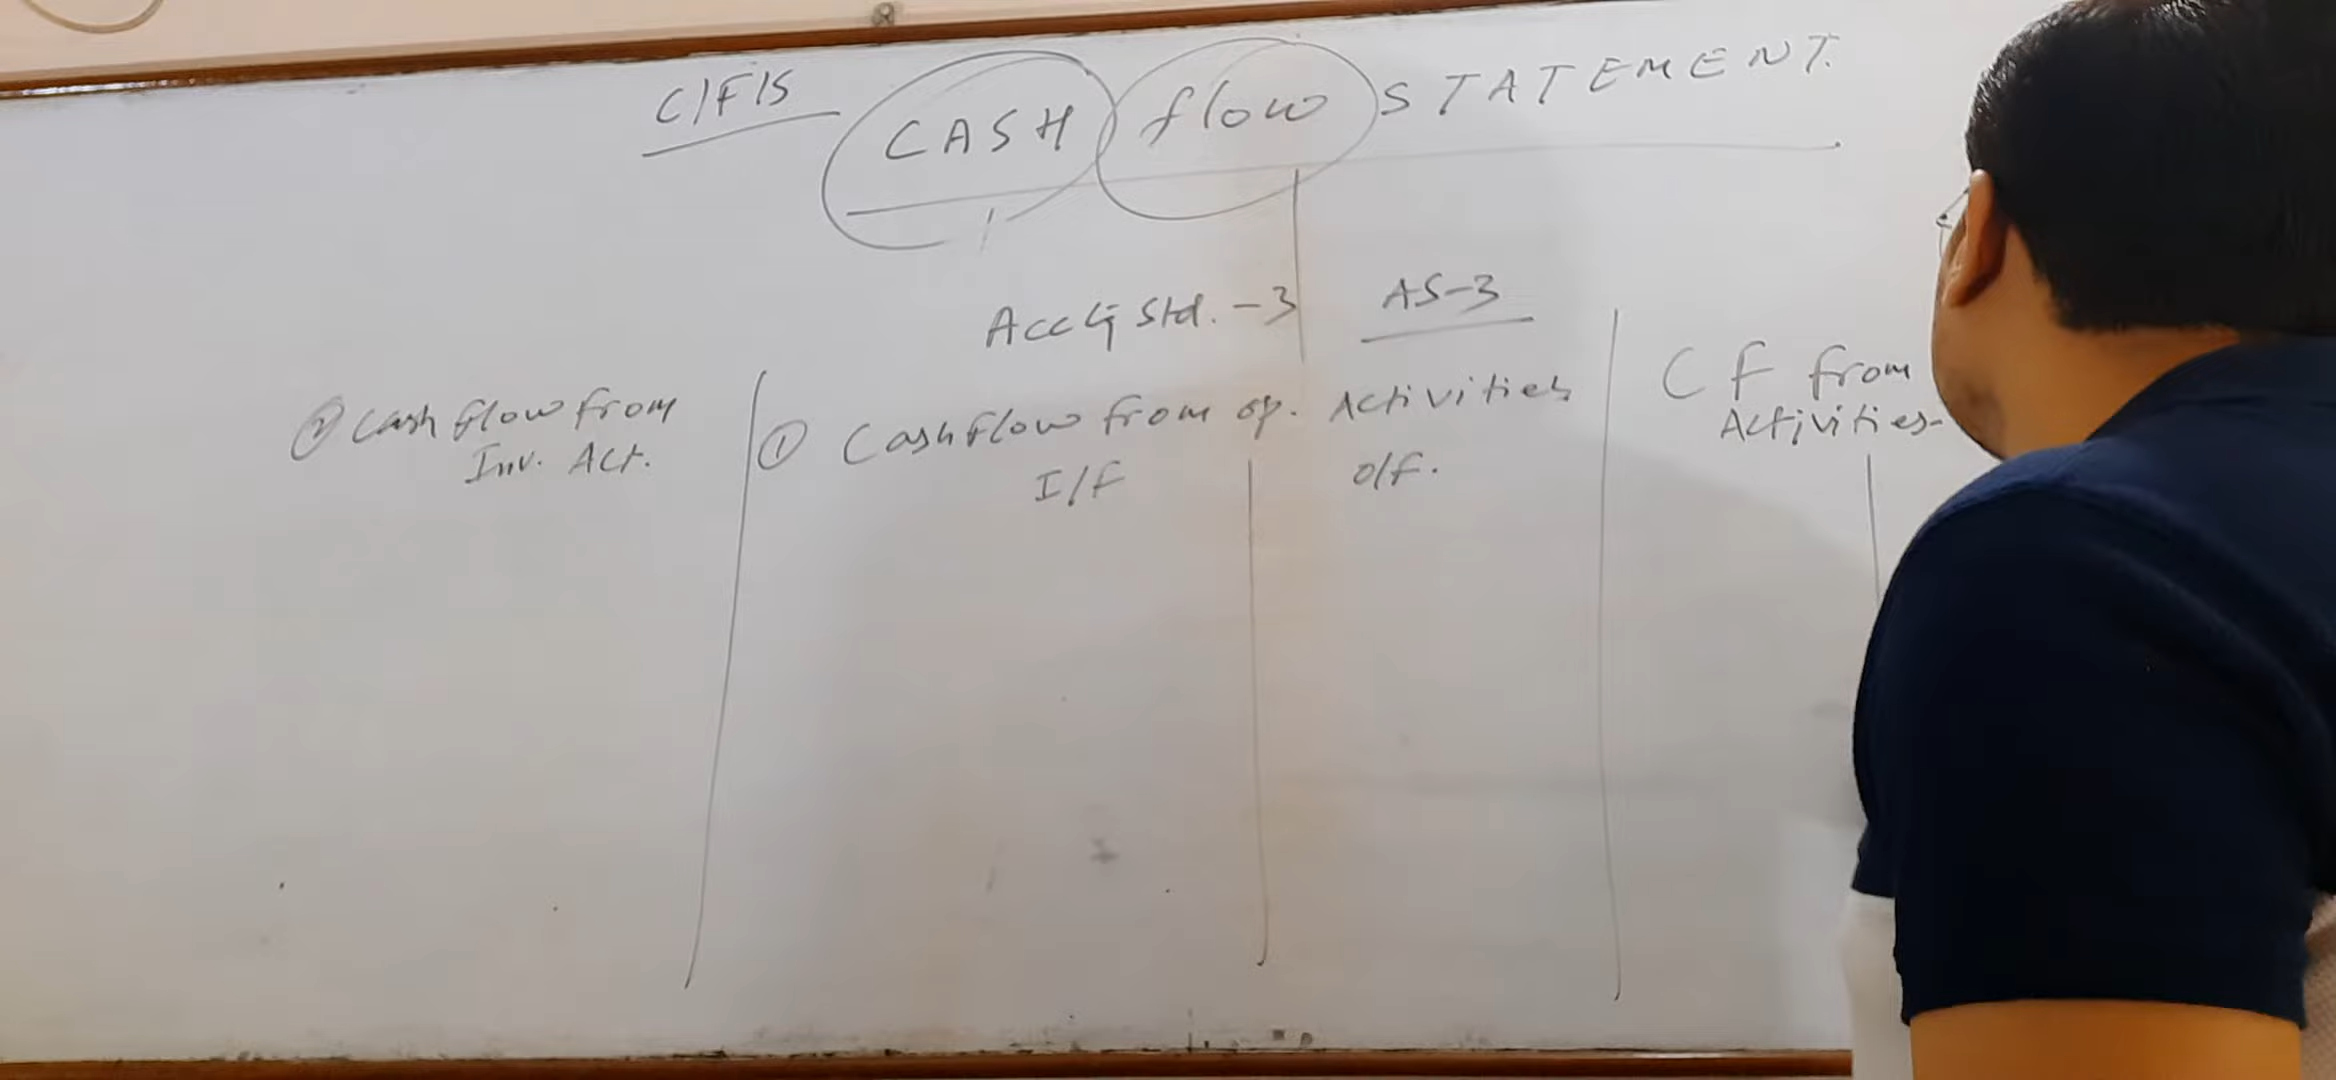 C/F/S
CASH flow STATEMENT.
Acc G Std. - 3
AS-3
② Cash flow from
Inv. Act.
① Cash flow from op. Activities
I/F
O/F.
CF from
Activities-